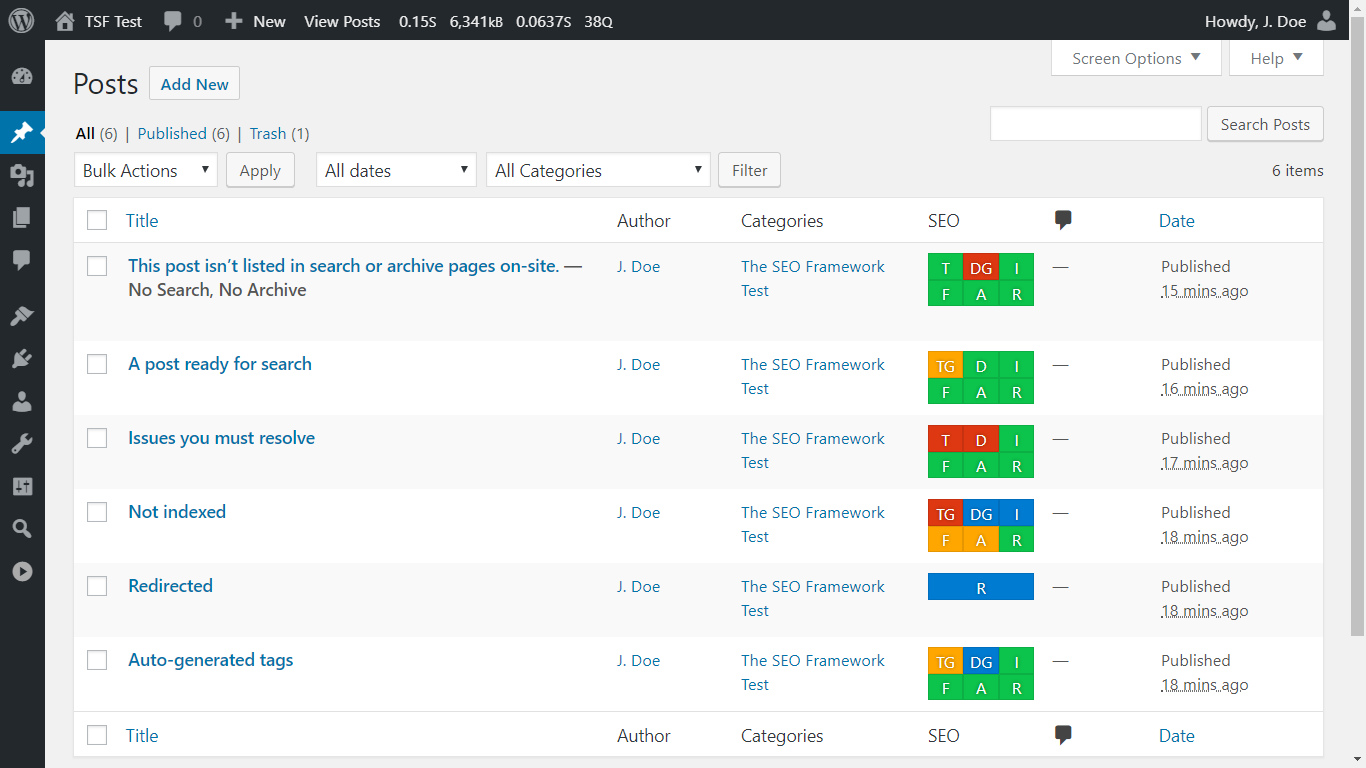 TSF Test 0 New View Posts 0.15S 6,341kB 0.0637S 38Q Howdy, J. Doe
Screen Options Help
Posts Add New
All (6) | Published (6) | Trash (1)
Search Posts
Bulk Actions Apply All dates All Categories Filter 6 items
Title Author Categories SEO Date
This post isn’t listed in search or archive pages on-site. — J. Doe The SEO Framework T DG I — Published
No Search, No Archive Test F A R 15 mins ago
A post ready for search J. Doe The SEO Framework TG D I — Published
Test F A R 16 mins ago
Issues you must resolve J. Doe The SEO Framework T D I — Published
Test F A R 17 mins ago
Not indexed J. Doe The SEO Framework TG DG I — Published
Test F A R 18 mins ago
Redirected J. Doe The SEO Framework R — Published
Test 18 mins ago
Auto-generated tags J. Doe The SEO Framework TG DG I — Published
Test F A R 18 mins ago
Title Author Categories SEO Date